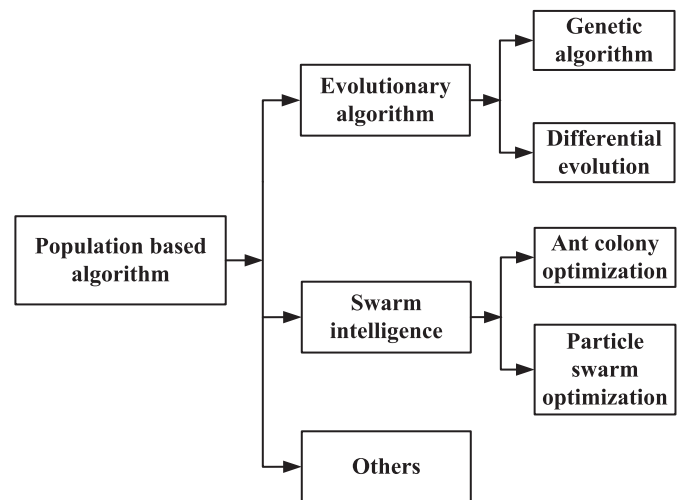 Genetic
algorithm
Evolutionary
algorithm
Differential
evolution
Population based
algorithm
Ant colony
optimization
Swarm
intelligence
Particle
swarm
optimization
Others